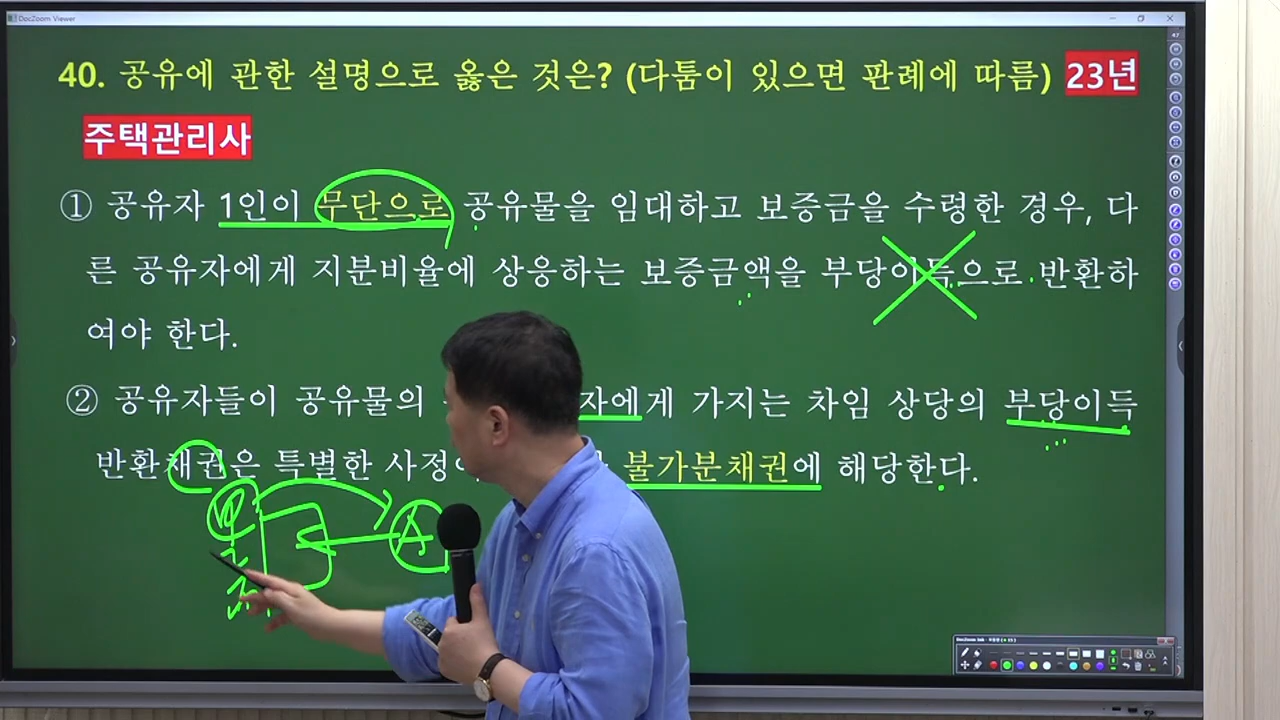 DocZoom Viewer
40. 공유에 관한 설명으로 옳은 것은? (다툼이 있으면 판례에 따름) 23년
주택관리사
① 공유자 1인이 무단으로 공유물을 임대하고 보증금을 수령한 경우, 다
른 공유자에게 지분비율에 상응하는 보증금액을 부당이득으로 반환하
여야 한다.
② 공유자들이 공유물의 자에게 가지는 차임 상당의 부당이득
반환채권은 특별한 사정이 불가분채권에 해당한다.
A